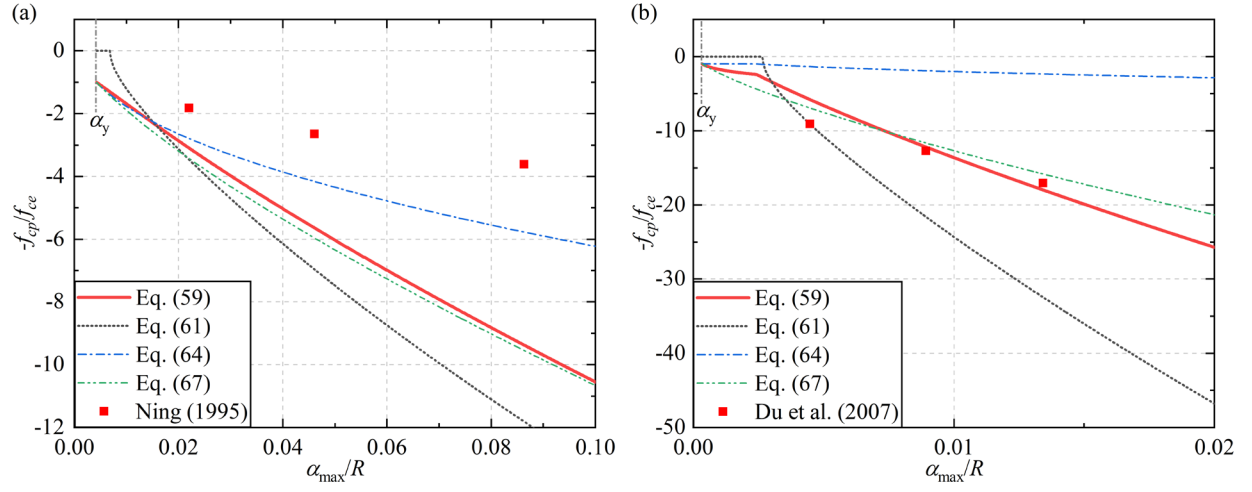 (a)
0
-2
-4
-6
-8
-10
-12
0.00
0.02
0.04
0.06
0.08
0.10
-f_cp/f_ce
α_max/R
α_y
Eq. (59)
Eq. (61)
Eq. (64)
Eq. (67)
Ning (1995)
(b)
0
-10
-20
-30
-40
-50
0.00
0.01
0.02
-f_cp/f_ce
α_max/R
α_y
Eq. (59)
Eq. (61)
Eq. (64)
Eq. (67)
Du et al. (2007)